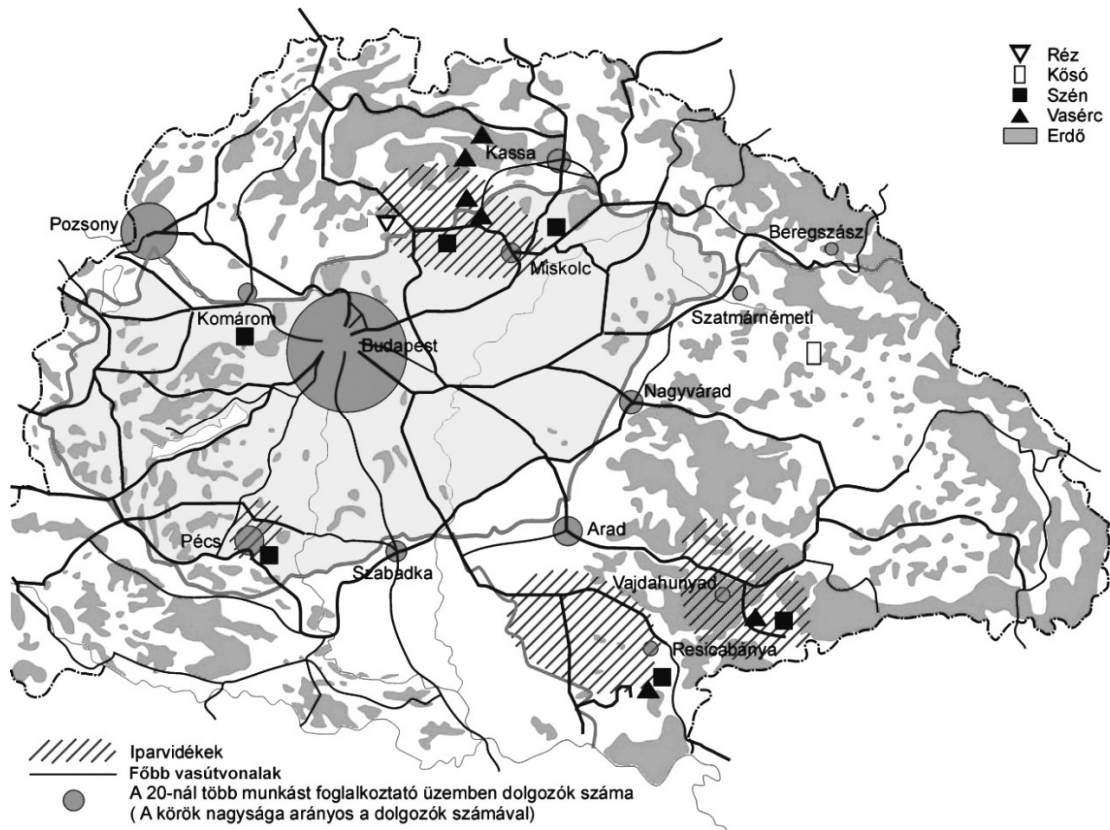 Réz
Kősó
Szén
Vasérc
Erdő
Kassa
Pozsony
Beregszász
Miskolc
Komárom
Szatmárnémeti
Budapest
Nagyvárad
Pécs
Arad
Szabadka
Vajdahunyad
Resicabánya
Iparvidékek
Főbb vasútvonalak
A 20-nál több munkást foglalkoztató üzemben dolgozók száma
( A körök nagysága arányos a dolgozók számával)